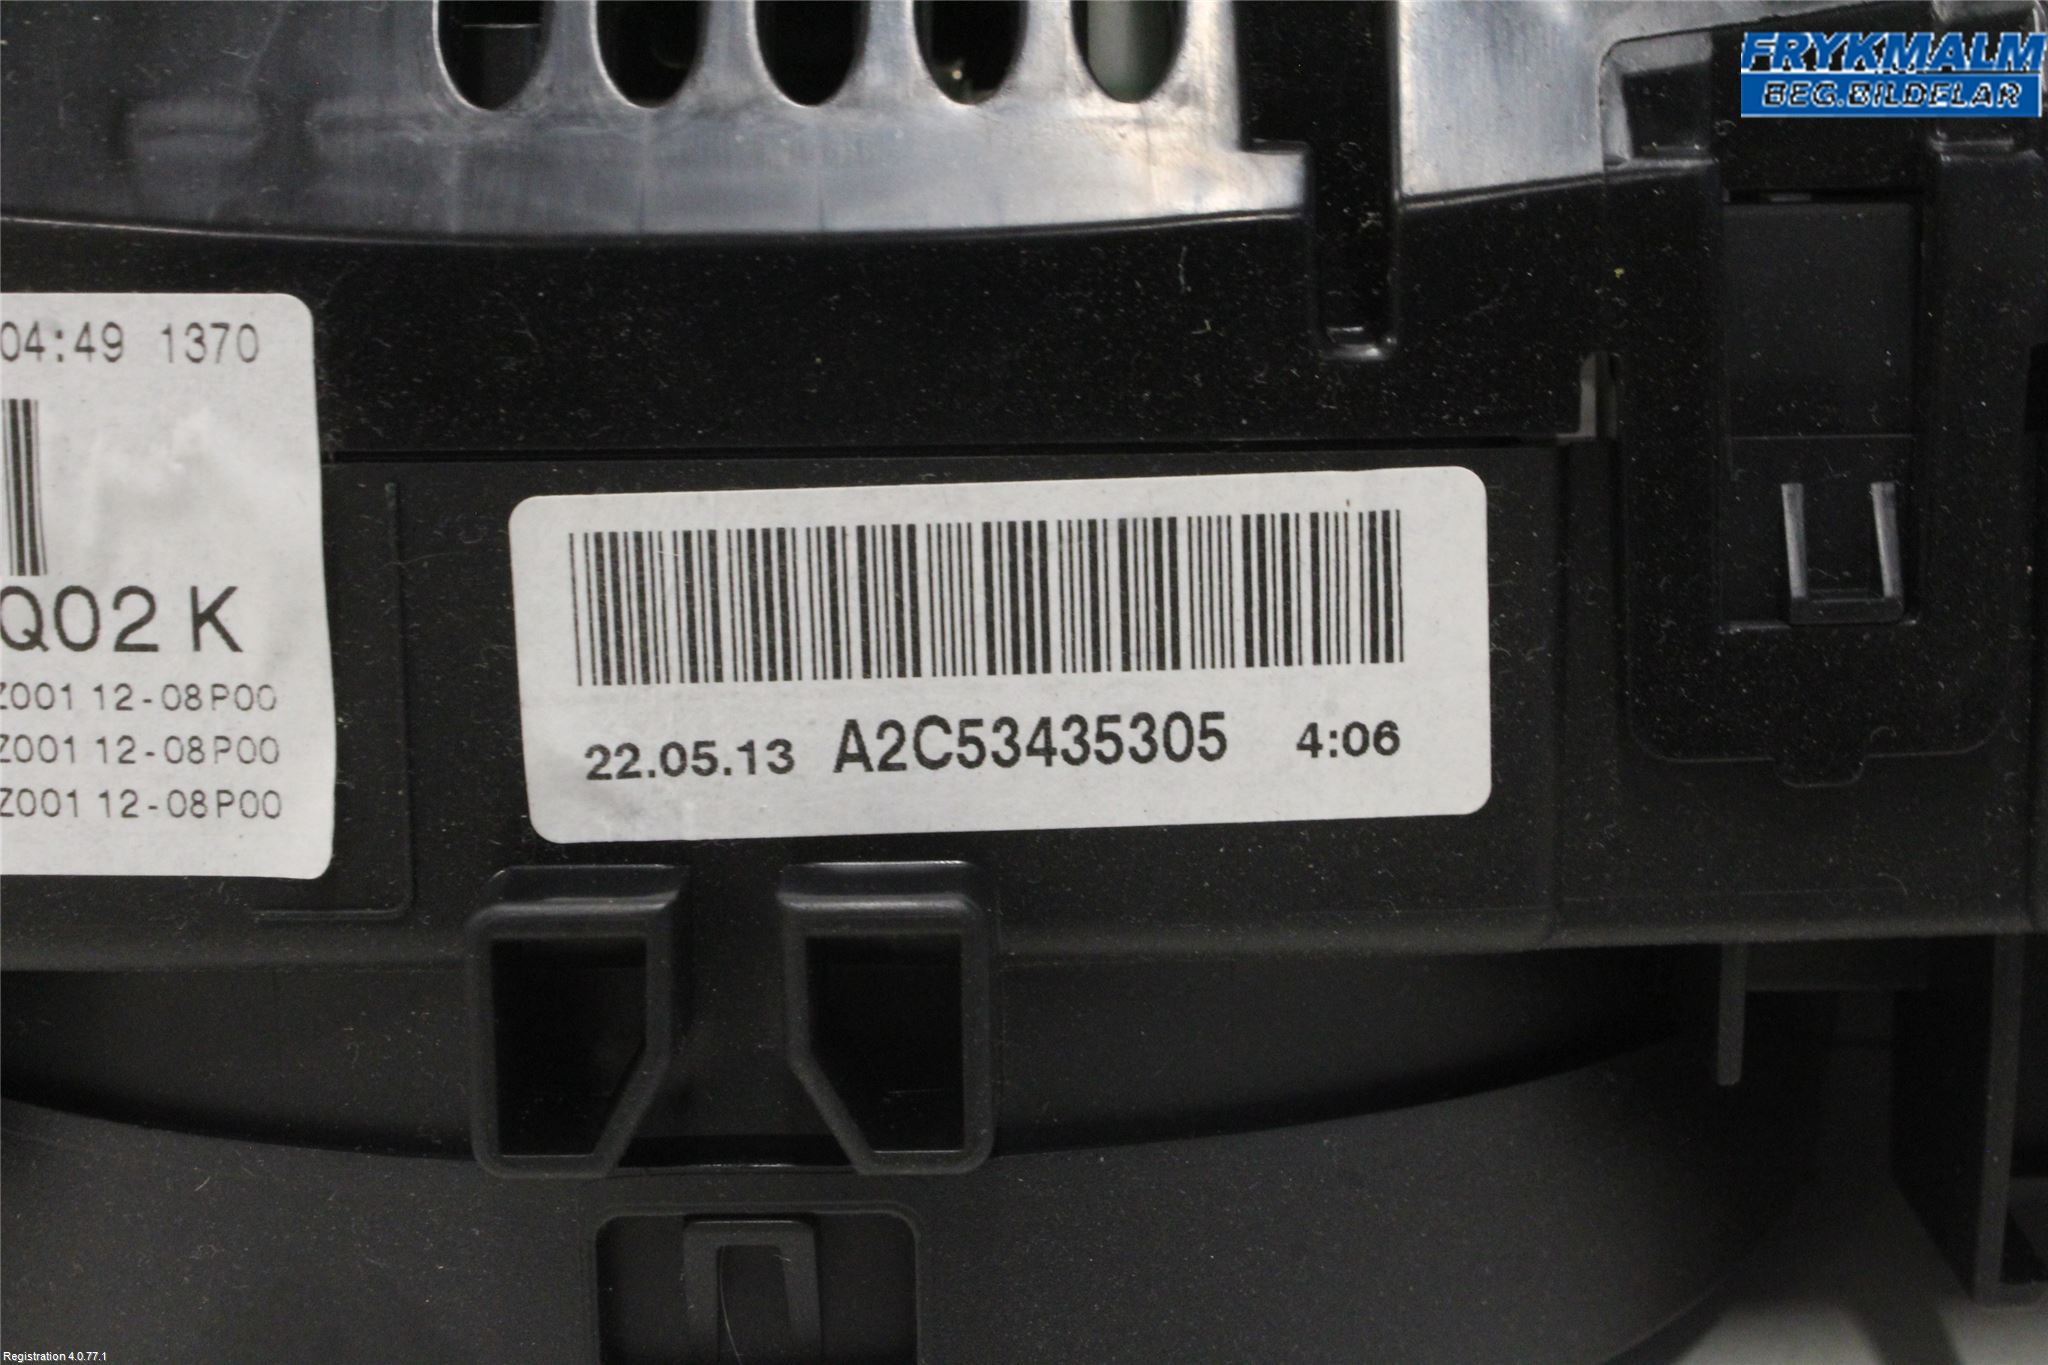 FRYKMALM
BEG.BILDELAR
04:49 1370
Q02 K
Z001 12-08P00
Z001 12-08P00
Z001 12-08P00
22.05.13 A2C53435305 4:06
Registration 4.0.77.1